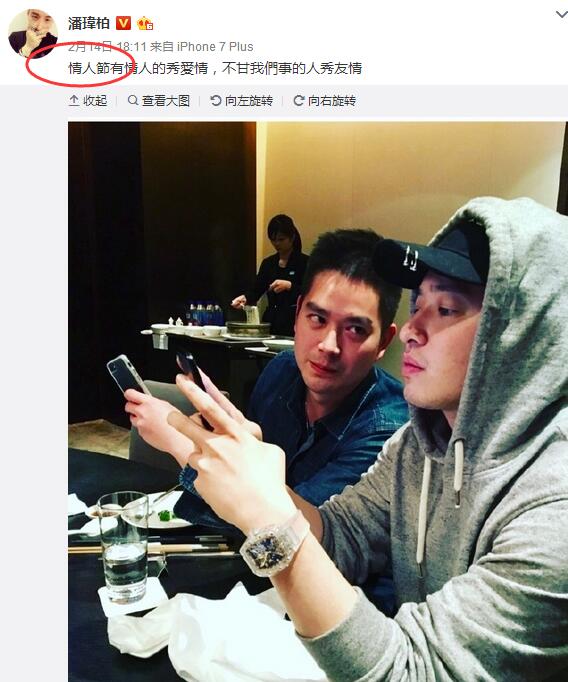 潘瑋柏
2月14日 18:11 来自 iPhone 7 Plus
情人節有情人的秀愛情，不甘我們事的人秀友情
收起 查看大图 向左旋转 向右旋转